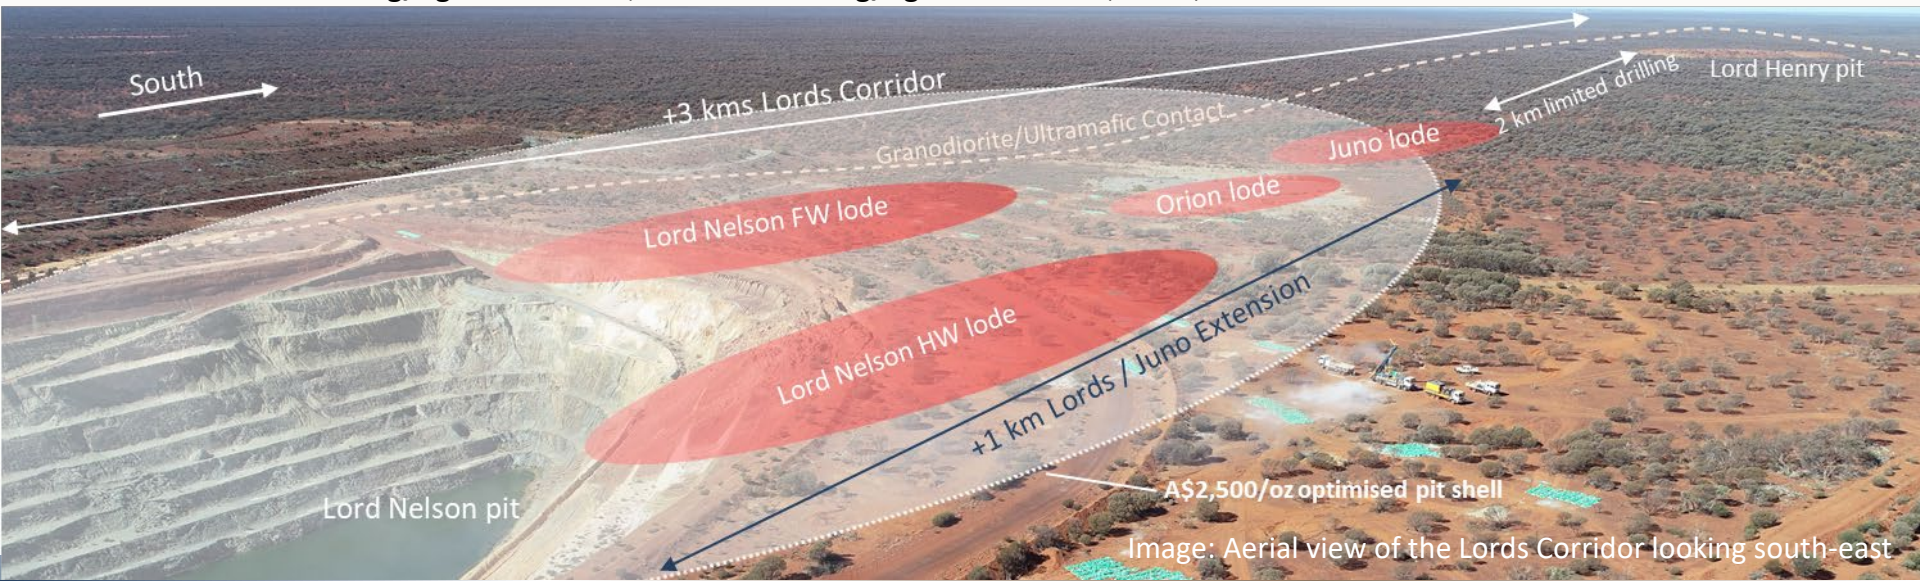 South
+3 kms Lords Corridor
Granodiorite/Ultramafic Contact
2 km limited drilling
Lord Henry pit
Juno lode
Orion lode
Lord Nelson FW lode
Lord Nelson HW lode
+1 km Lords / Juno Extension
Lord Nelson pit
A$2,500/oz optimised pit shell
Image: Aerial view of the Lords Corridor looking south-east